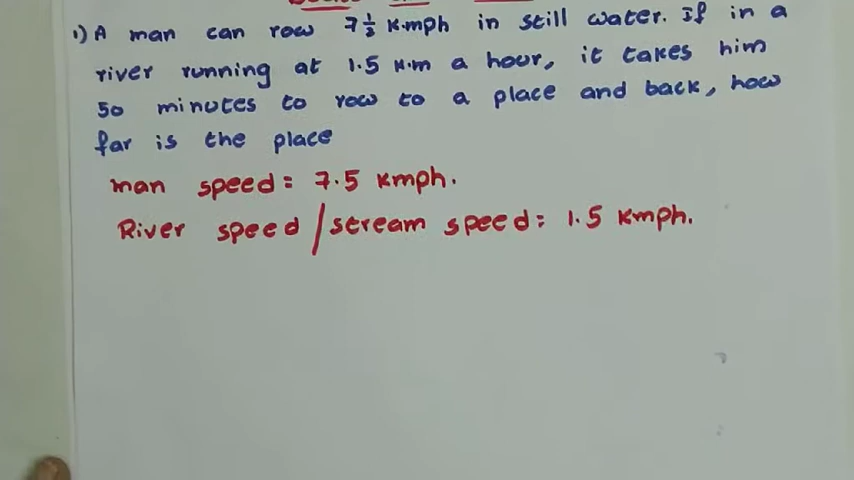 1) A man can row 7½ K.mph in still water. If in a
river running at 1.5 K.m a hour, it takes him
50 minutes to row to a place and back, how
far is the place
man speed = 7.5 Kmph.
River speed / stream speed = 1.5 Kmph.